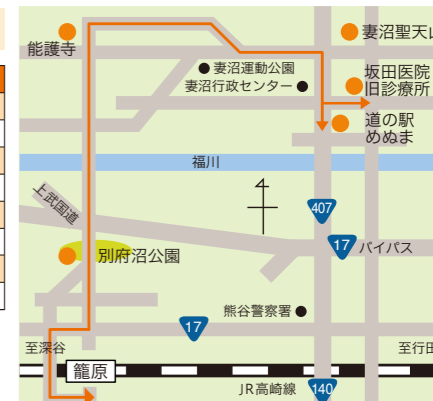 能護寺
妻沼聖天山
妻沼運動公園
妻沼行政センター
坂田医院
旧診療所
道の駅
めぬま
福川
上武国道
407
17
バイパス
別府沼公園
熊谷警察署
17
至深谷
至行田
籠原
JR高崎線
140